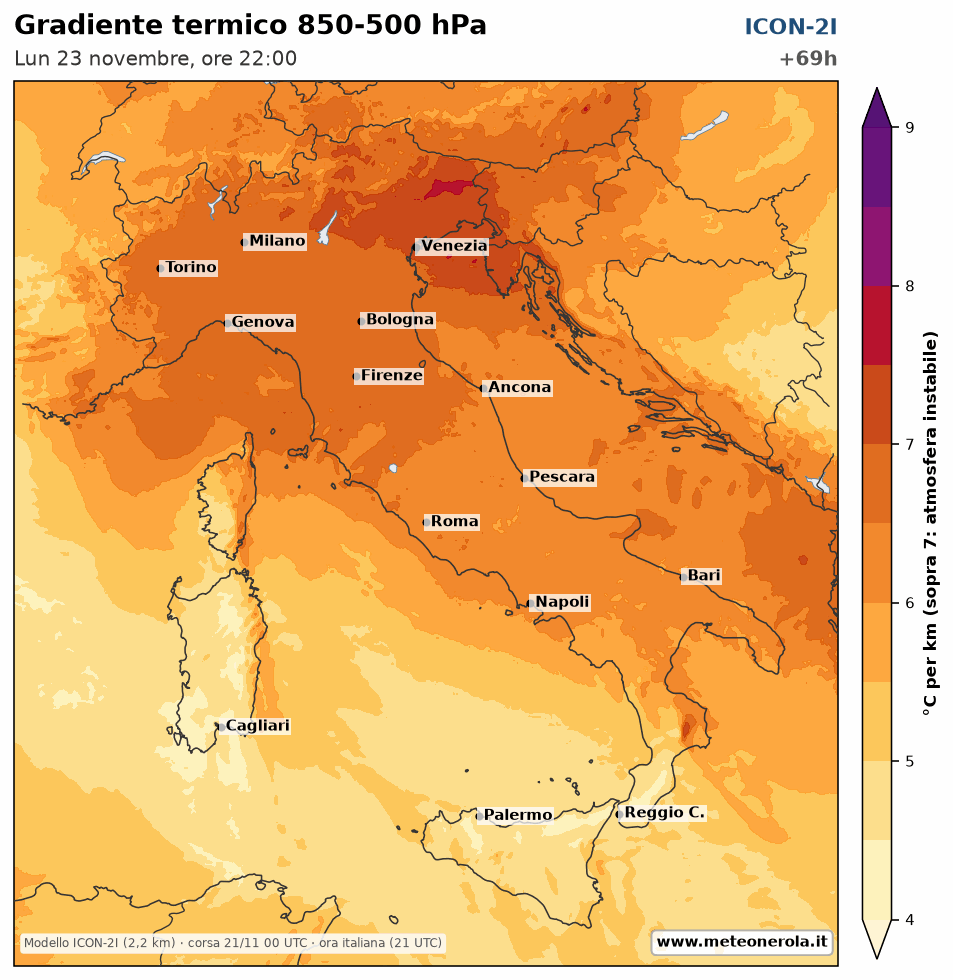 Gradiente termico 850-500 hPa
ICON-2I
Lun 23 novembre, ore 22:00
+69h
Milano
Venezia
Torino
Genova
Bologna
Firenze
Ancona
Pescara
Roma
Bari
Napoli
Cagliari
Palermo
Reggio C.
9
8
7
6
5
4
°C per km (sopra 7: atmosfera instabile)
Modello ICON-2I (2,2 km) · corsa 21/11 00 UTC · ora italiana (21 UTC)
www.meteonerola.it